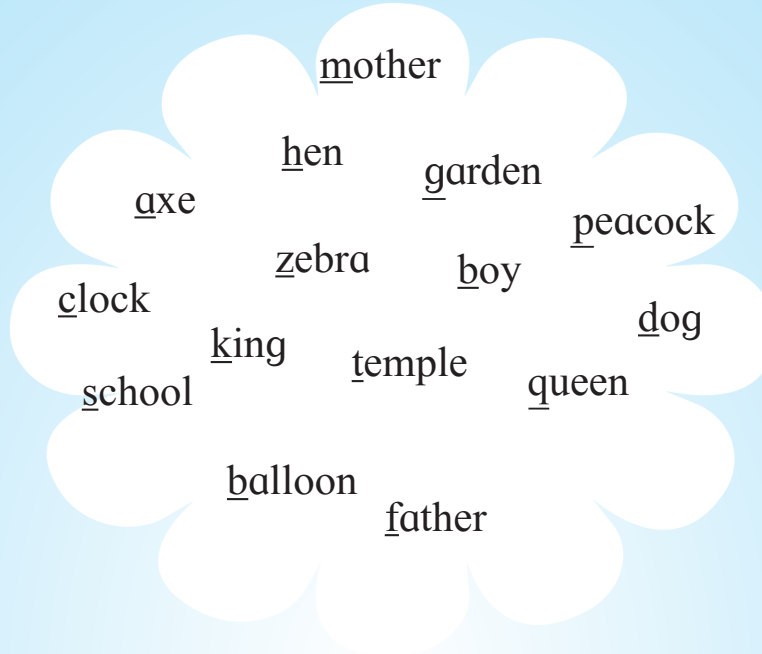 mother
hen
garden
axe
peacock
zebra
boy
clock
dog
king
temple
school
queen
balloon
father